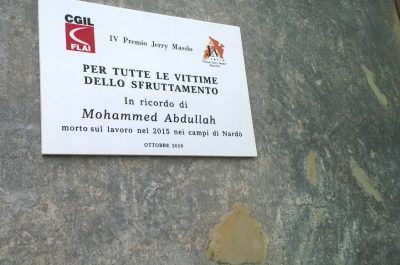 CGIL
FLAI
IV Premio Jerry Masslo
PER TUTTE LE VITTIME
DELLO SFRUTTAMENTO
In ricordo di
Mohammed Abdullah
morto sul lavoro nel 2015 nei campi di Nardò
OTTOBRE 2016